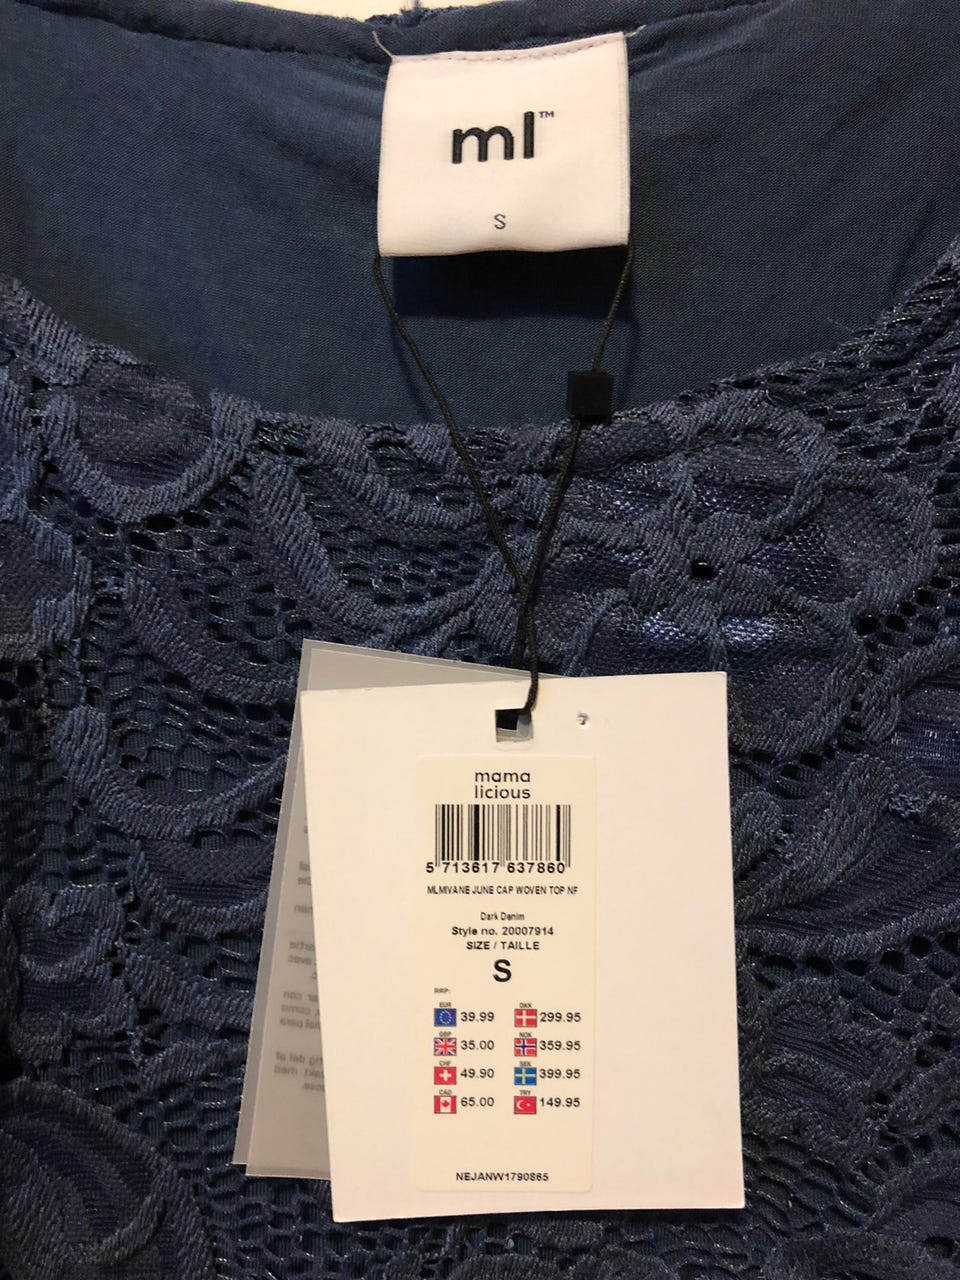 ml™
S
mama
licious
5 713617 637860
MLMIVANE JUNE CAP WOVEN TOP NF
Dark Denim
Style no. 20007914
SIZE / TAILLE
S
RRP:
EUR 39.99 DKK 299.95
GBP 35.00 NOK 359.95
CHF 49.90 SEK 399.95
CAD 65.00 TRY 149.95
NEJANW1790865